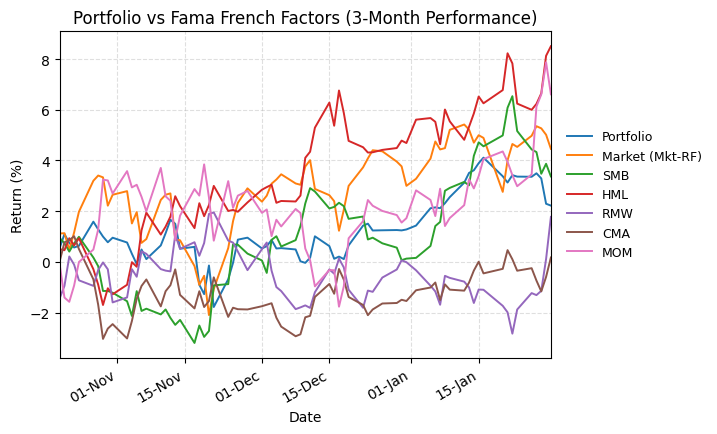 Portfolio vs Fama French Factors (3-Month Performance)
Return (%)
8
6
4
2
0
−2
01-Nov
15-Nov
01-Dec
15-Dec
01-Jan
15-Jan
Date
Portfolio
Market (Mkt-RF)
SMB
HML
RMW
CMA
MOM